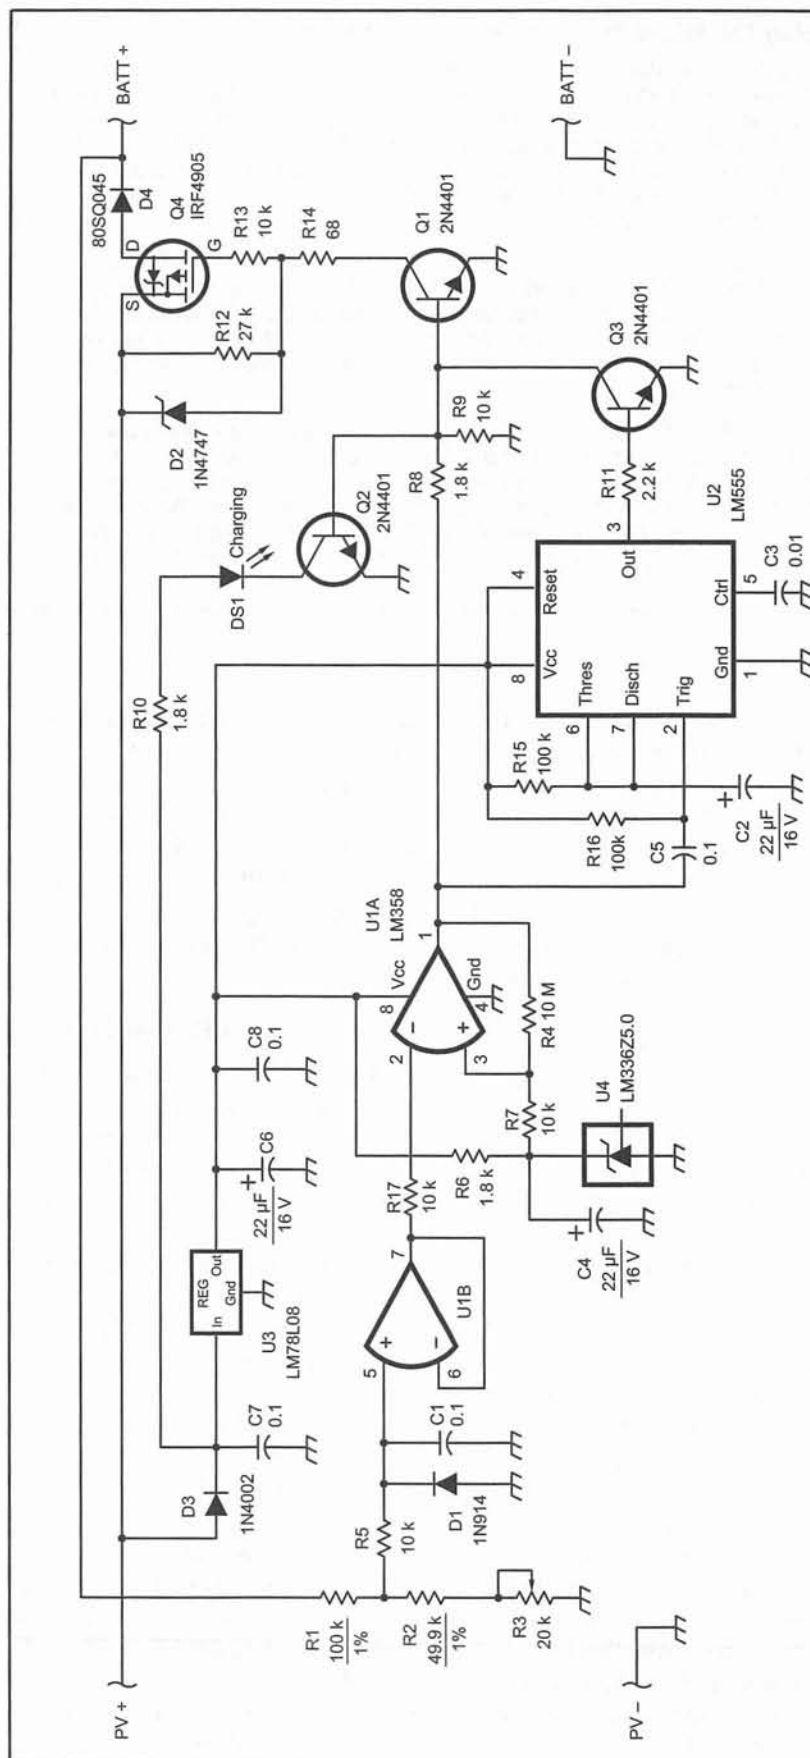 BATT +
BATT –
80SQ045
D4
Q4
IRF4905
D
S
G
R13
10 k
R14
68
R12
27 k
D2
1N4747
Q1
2N4401
Q3
2N4401
R9
10 k
R8
1.8 k
R11
2.2 k
Q2
2N4401
Charging
DS1
R10
1.8 k
U2
LM555
3
Out
4
Reset
8
Vcc
Thres
6
Disch
7
Trig
2
Gnd
1
Ctrl
5
C3
0.01
R15
100 k
R16
100k
C5
0.1
C2
+
22 µF
16 V
U1A
LM358
1
Vcc
8
Gnd
4
–
+
2
3
R4 10 M
R7
10 k
U4
LM336Z5.0
R6
1.8 k
C4
+
22 µF
16 V
C8
0.1
C6
+
22 µF
16 V
R17
10 k
REG
In
Out
Gnd
U3
LM78L08
7
U1B
+
–
5
6
C7
0.1
D3
1N4002
C1
0.1
D1
1N914
R5
10 k
R1
100 k
1%
R2
49.9 k
1%
R3
20 k
PV +
PV –